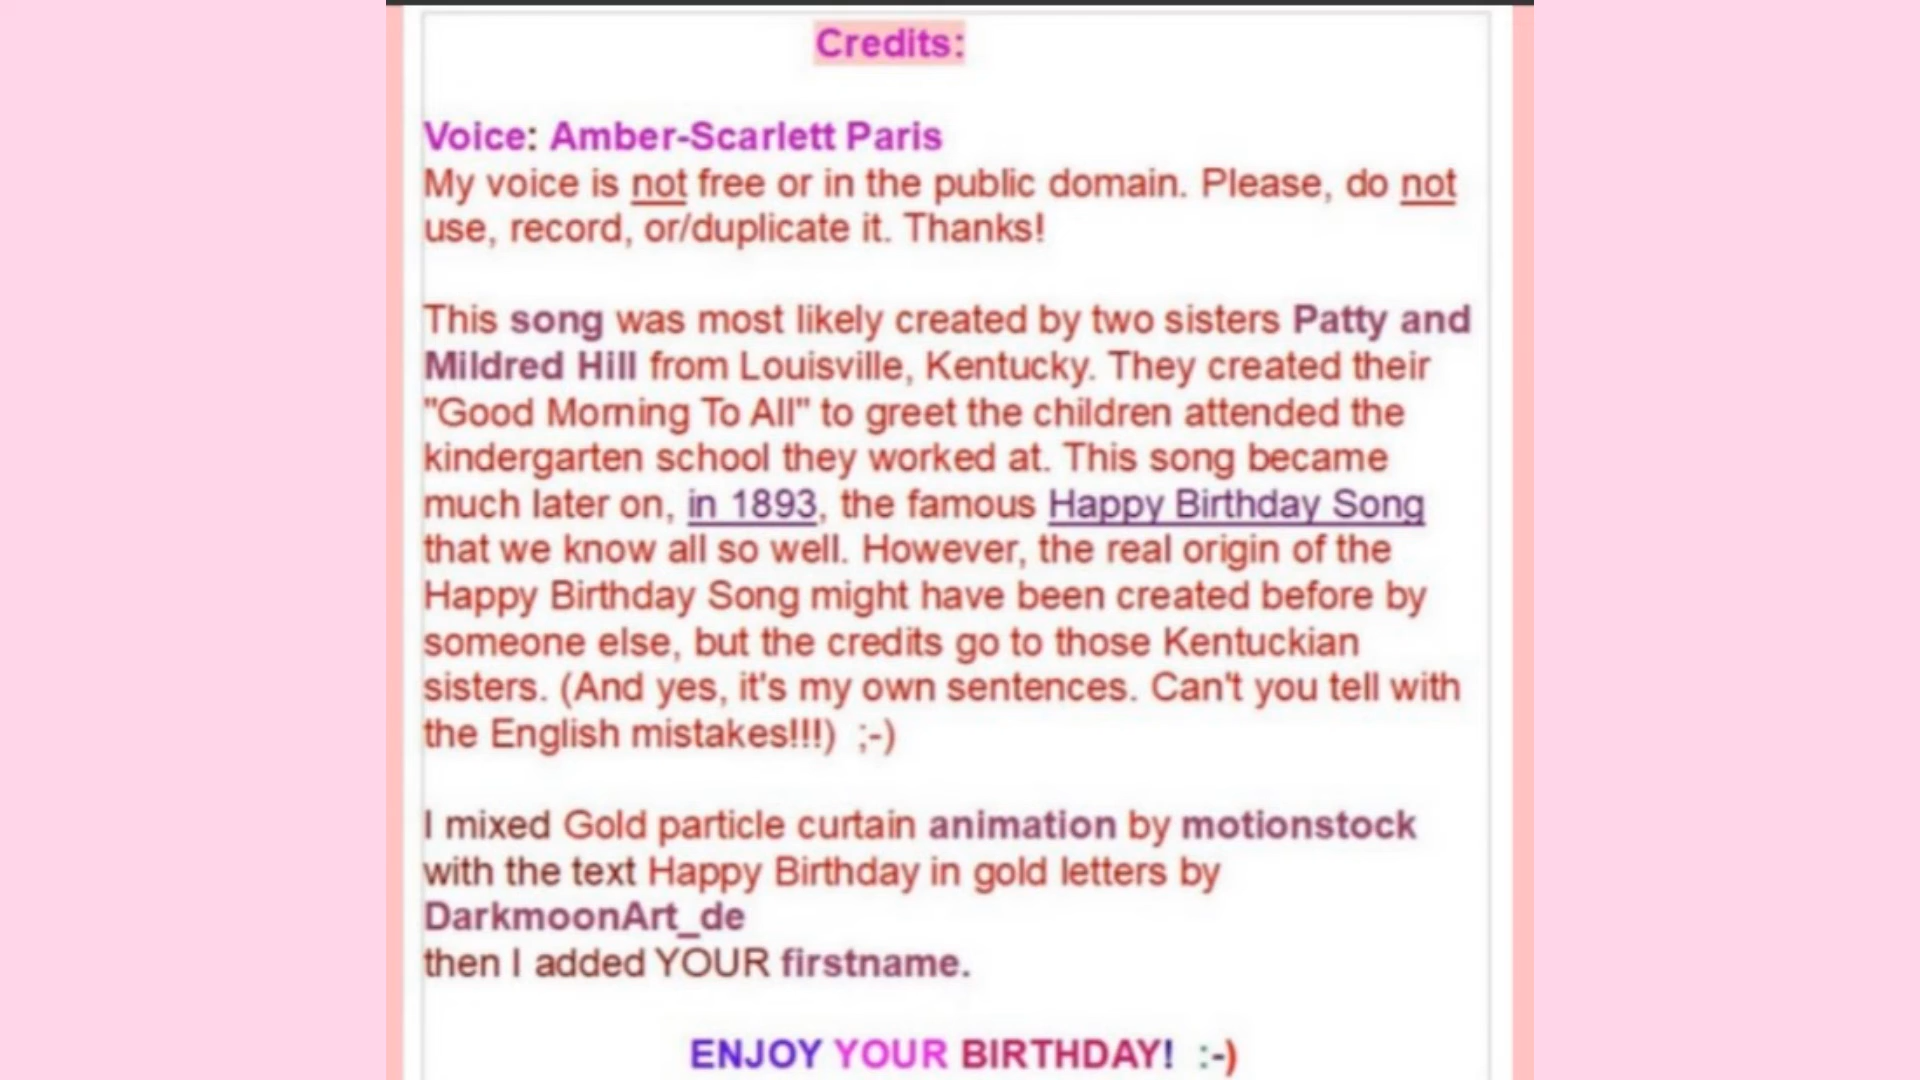 Credits:
Voice: Amber-Scarlett Paris
My voice is not free or in the public domain. Please, do not
use, record, or/duplicate it. Thanks!
This song was most likely created by two sisters Patty and
Mildred Hill from Louisville, Kentucky. They created their
"Good Morning To All" to greet the children attended the
kindergarten school they worked at. This song became
much later on, in 1893, the famous Happy Birthday Song
that we know all so well. However, the real origin of the
Happy Birthday Song might have been created before by
someone else, but the credits go to those Kentuckian
sisters. (And yes, it's my own sentences. Can't you tell with
the English mistakes!!!) ;-)
I mixed Gold particle curtain animation by motionstock
with the text Happy Birthday in gold letters by
DarkmoonArt_de
then I added YOUR firstname.
ENJOY YOUR BIRTHDAY! :-)